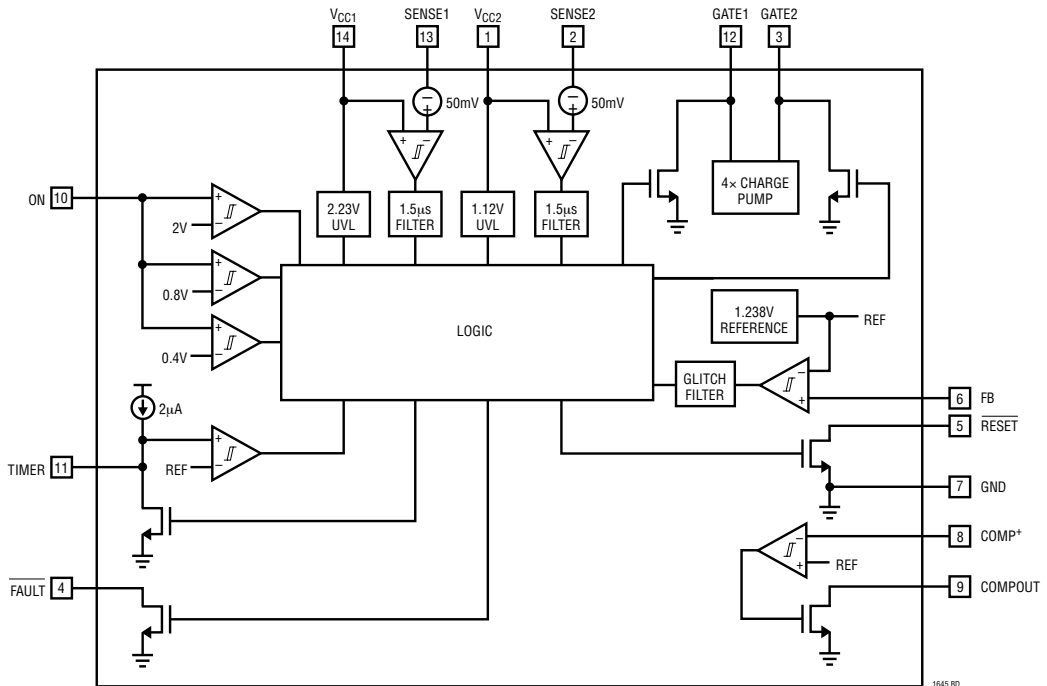 VCC1 SENSE1 VCC2 SENSE2 GATE1 GATE2
14 13 1 2 12 3
− + 50mV − + 50mV
+ − + −
ON 10
+ − 2V
2.23V UVL
1.5µs FILTER
1.12V UVL
1.5µs FILTER
4× CHARGE PUMP
+ − 0.8V
+ − 0.4V
LOGIC
1.238V REFERENCE
REF
GLITCH FILTER
− +
6 FB
5 RESET
2µA
+ −
TIMER 11
REF
7 GND
8 COMP+
− +
REF
FAULT 4
9 COMPOUT
1645 BD